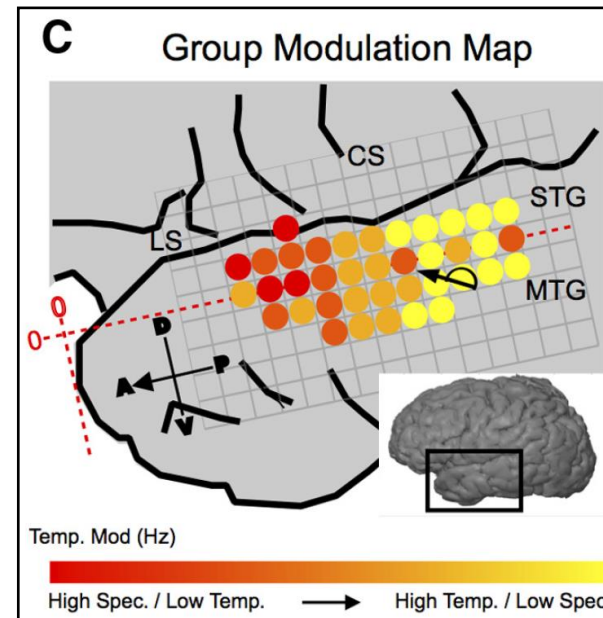 C
Group Modulation Map
CS
STG
LS
MTG
0
0
D
P
A
V
Temp. Mod (Hz)
High Spec. / Low Temp.
High Temp. / Low Spec